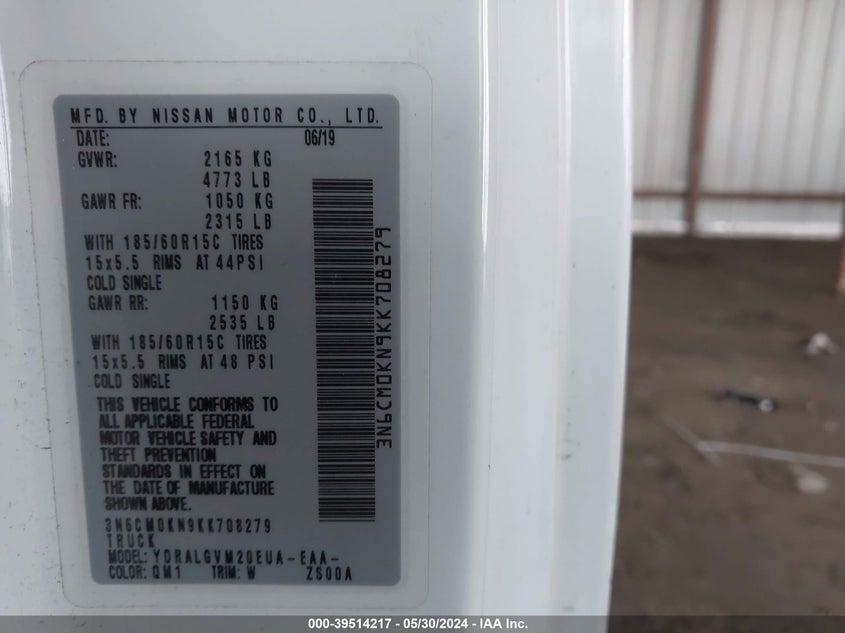 MFD. BY NISSAN MOTOR CO., LTD.
DATE: 06/19
GVWR: 2165 KG
4773 LB
GAWR FR: 1050 KG
2315 LB
WITH 185/60R15C TIRES
15x5.5 RIMS AT 44PSI
COLD SINGLE
GAWR RR: 1150 KG
2535 LB
WITH 185/60R15C TIRES
15x5.5 RIMS AT 48 PSI
COLD SINGLE
THIS VEHICLE CONFORMS TO
ALL APPLICABLE FEDERAL
MOTOR VEHICLE SAFETY AND
THEFT PREVENTION
STANDARDS IN EFFECT ON
THE DATE OF MANUFACTURE
SHOWN ABOVE.
3N6CM0KN9KK708279
TRUCK
MODEL: YDRALGVM20EUA-EAA-
COLOR: QM1 TRIM: W ZS00A
3N6CM0KN9KK708279
000-39514217 - 05/30/2024 - IAA Inc.